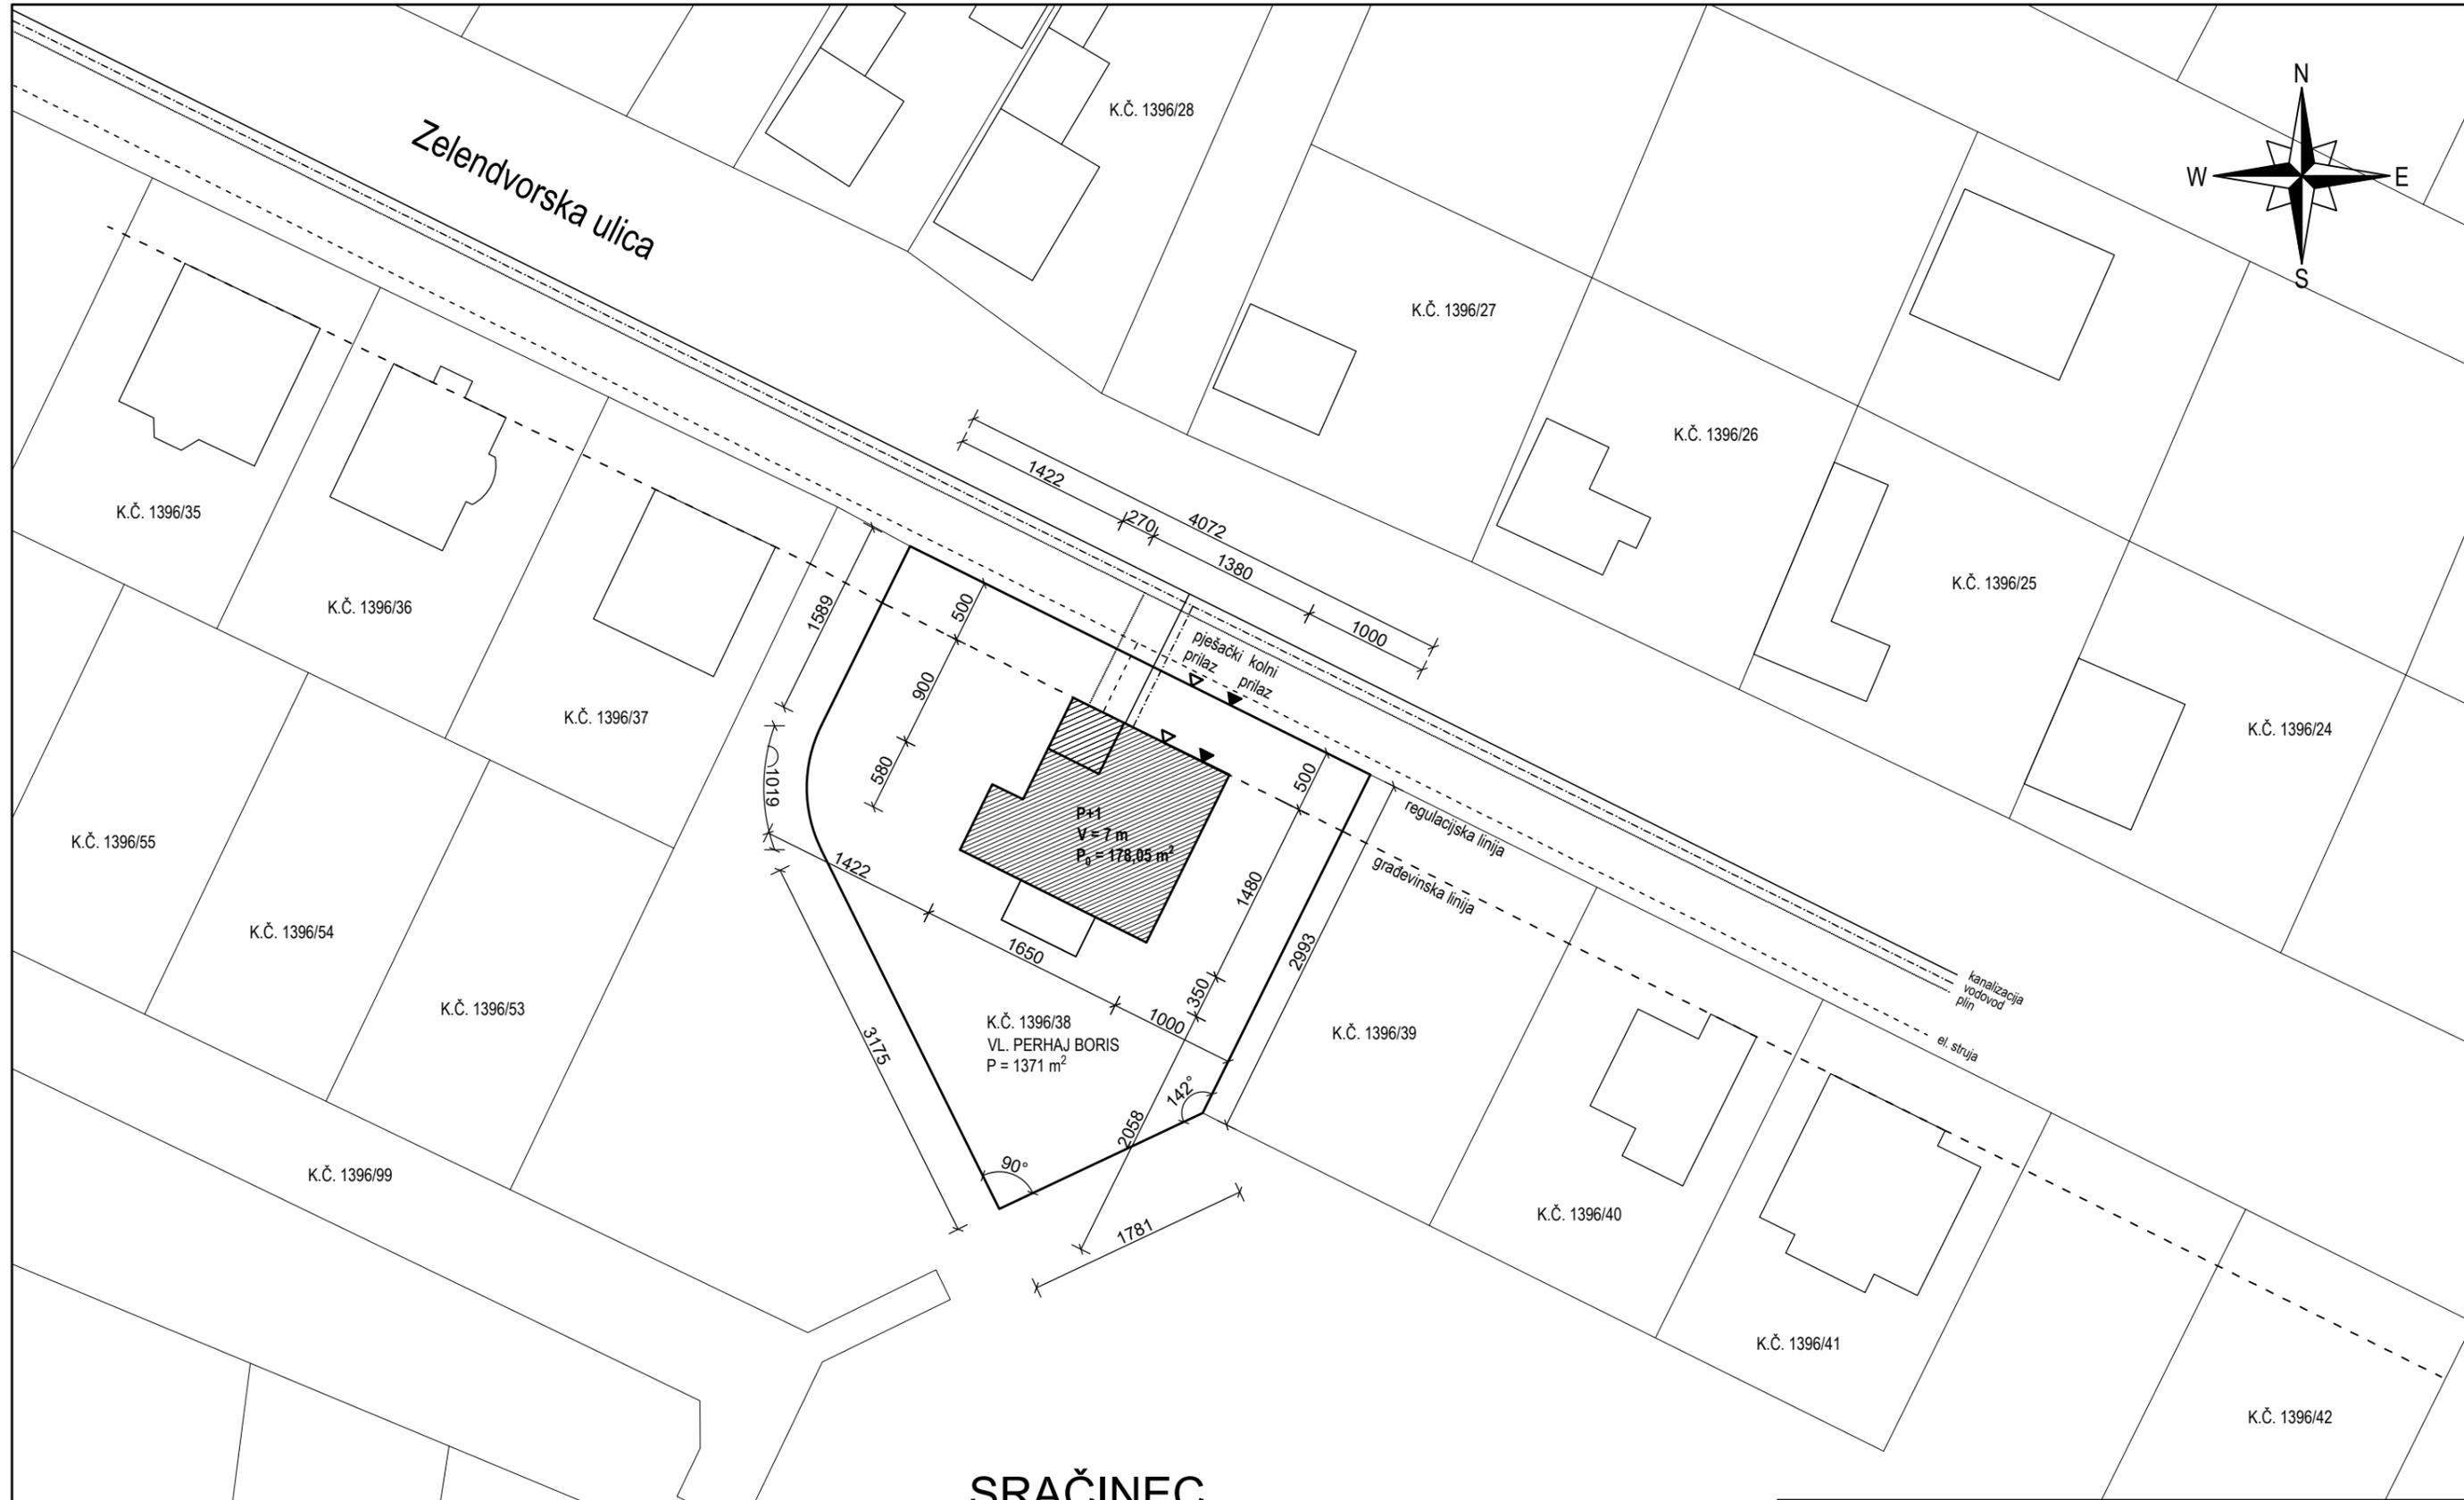 N
W
E
S
Zelendvorska ulica
K.Č. 1396/28
K.Č. 1396/27
K.Č. 1396/26
K.Č. 1396/25
K.Č. 1396/24
K.Č. 1396/35
K.Č. 1396/36
K.Č. 1396/37
1422
270
4072
1380
1000
1589
500
900
580
1019
pješački
prilaz
kolni
prilaz
500
1480
350
2993
regulacijska linija
građevinska linija
P+1
V = 7 m
P₀ = 178,05 m²
1422
1650
1000
K.Č. 1396/55
K.Č. 1396/54
K.Č. 1396/53
3175
K.Č. 1396/38
VL. PERHAJ BORIS
P = 1371 m²
142°
2058
90°
1781
K.Č. 1396/39
kanalizacija
vodovod
plin
el. struja
K.Č. 1396/99
K.Č. 1396/40
K.Č. 1396/41
K.Č. 1396/42
SRAČINEC